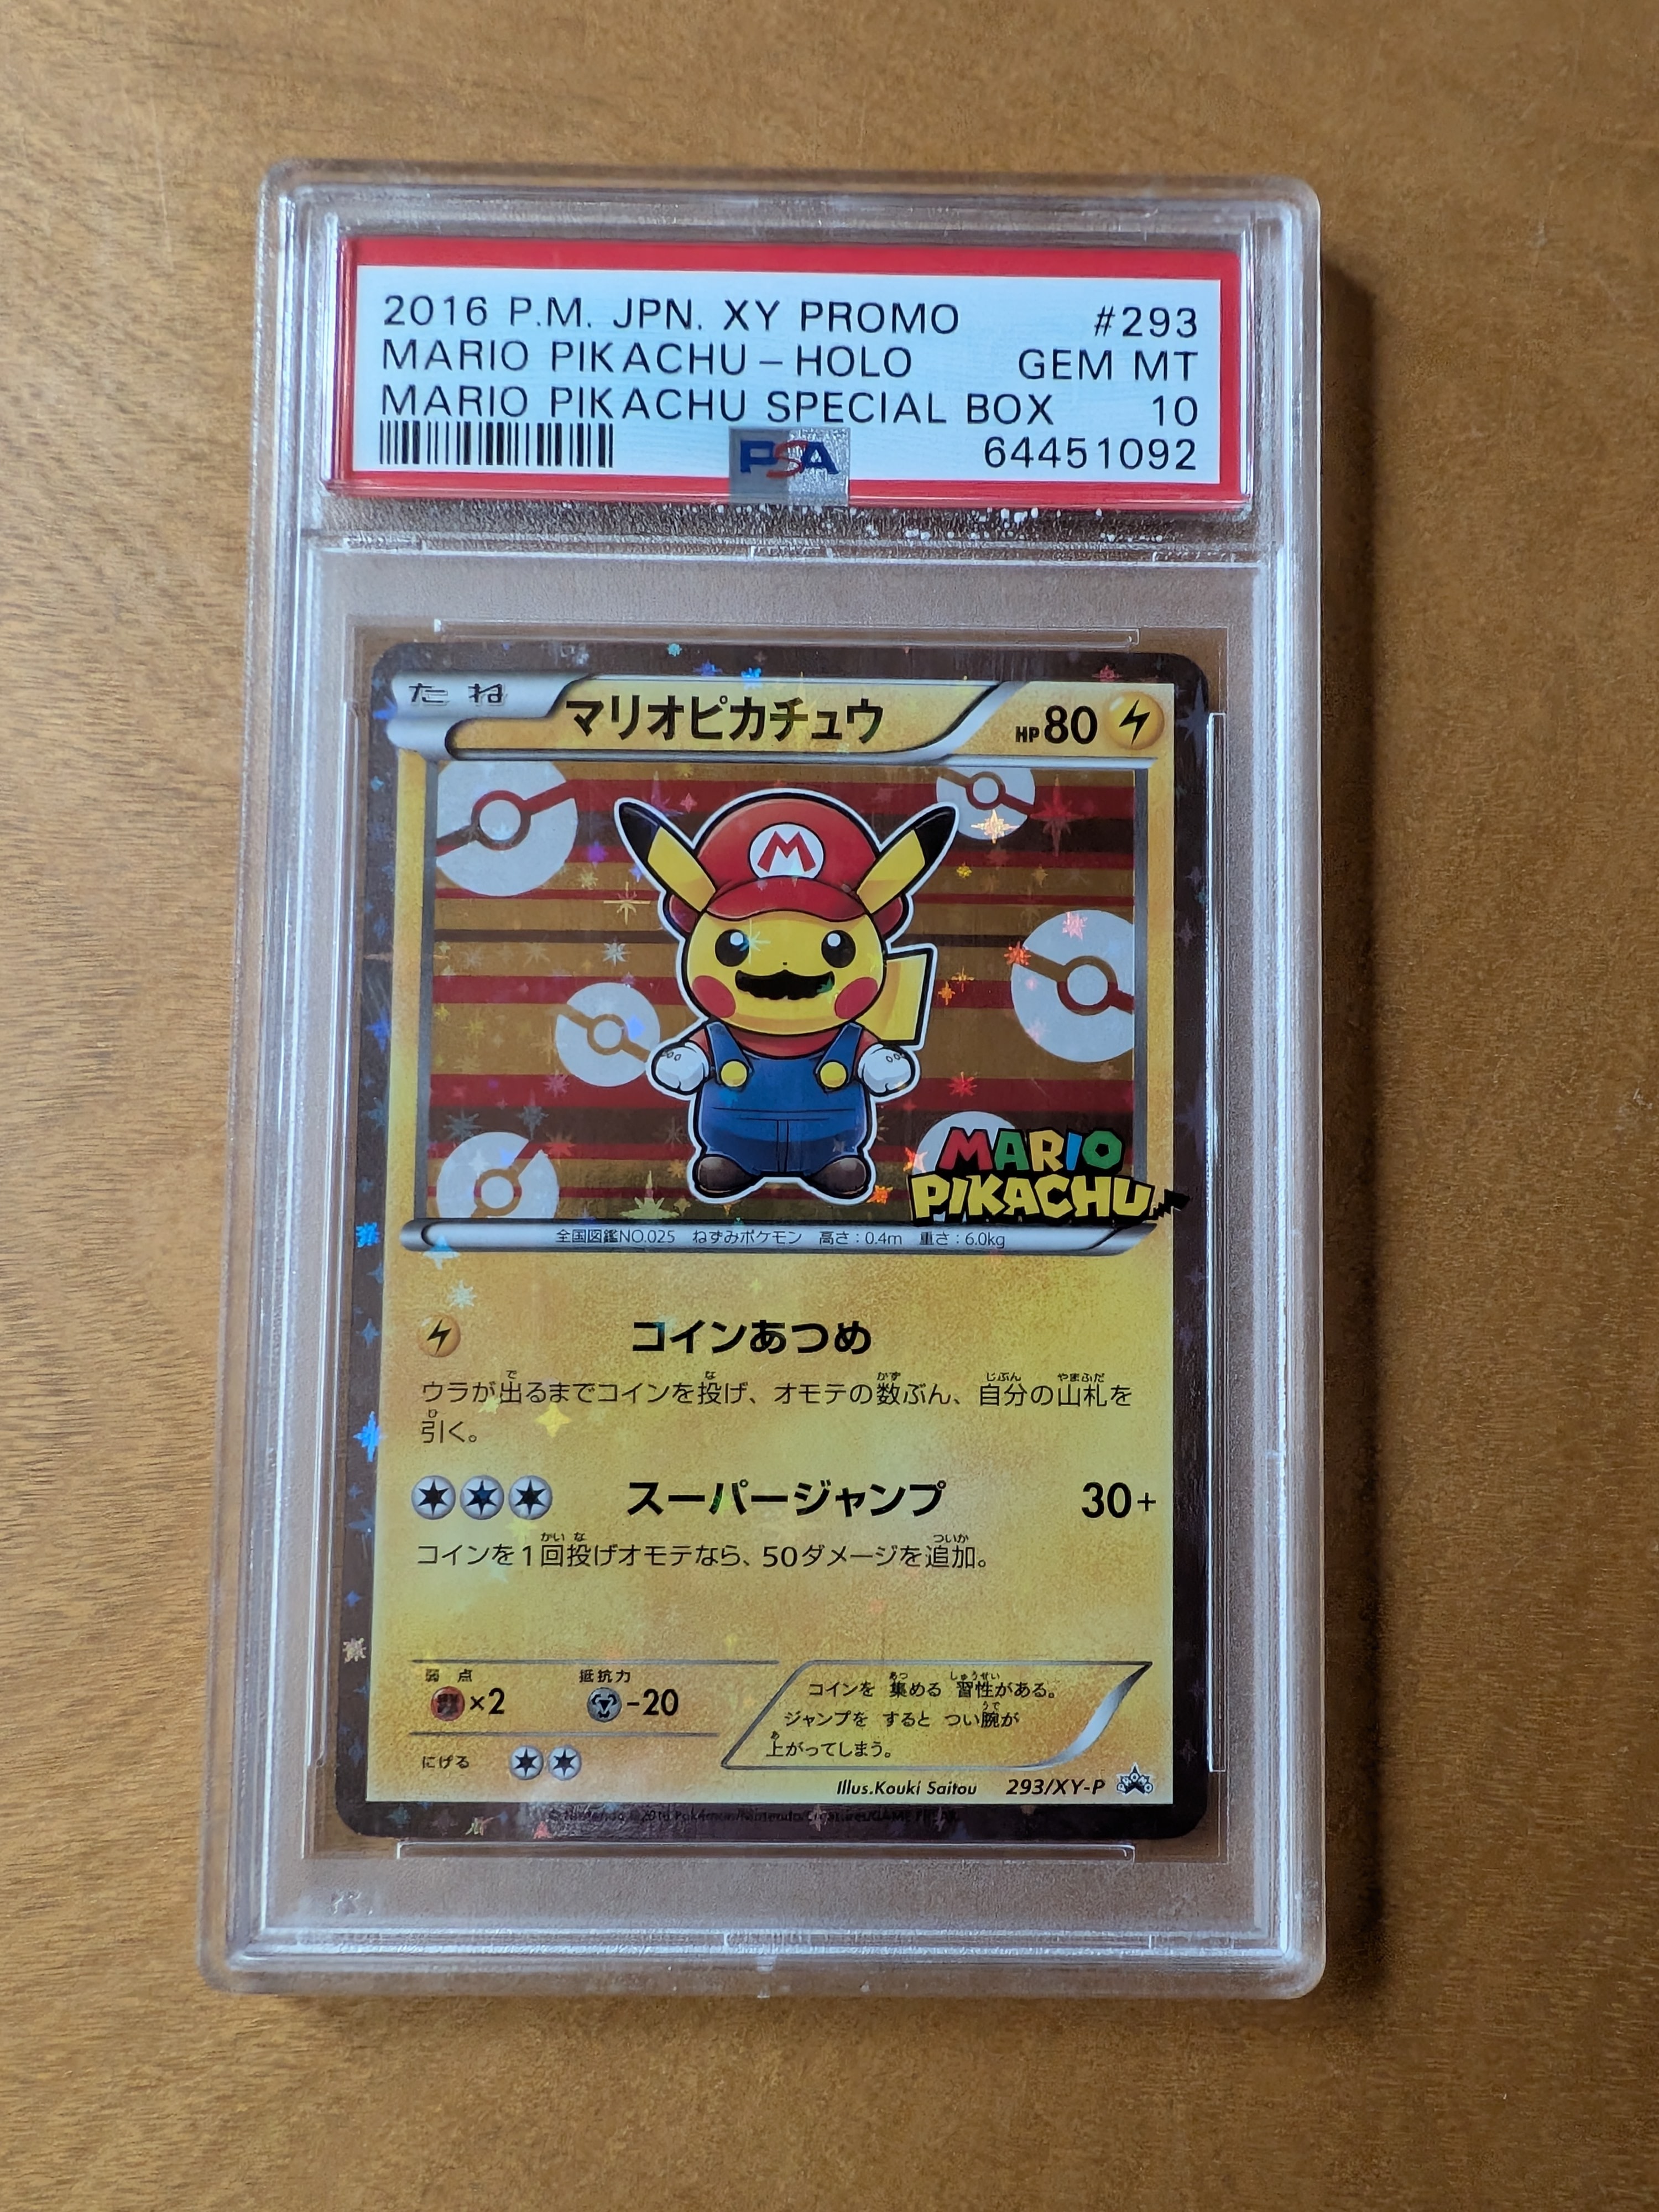 2016 P.M. JPN. XY PROMO #293
MARIO PIKACHU-HOLO GEM MT
MARIO PIKACHU SPECIAL BOX 10
PSA 64451092
たね マリオピカチュウ HP80
M
MARIO
PIKACHU
全国図鑑NO.025 ねずみポケモン 高さ:0.4m 重さ:6.0kg
コインあつめ
ウラが出るまでコインを投げ、オモテの数ぶん、自分の山札を
引く。
スーパージャンプ 30+
コインを1回投げオモテなら、50ダメージを追加。
弱点 抵抗力
×2 -20
にげる
コインを 集める 習性がある。
ジャンプを すると つい腕が
上がってしまう。
Illus.Kouki Saitou 293/XY-P